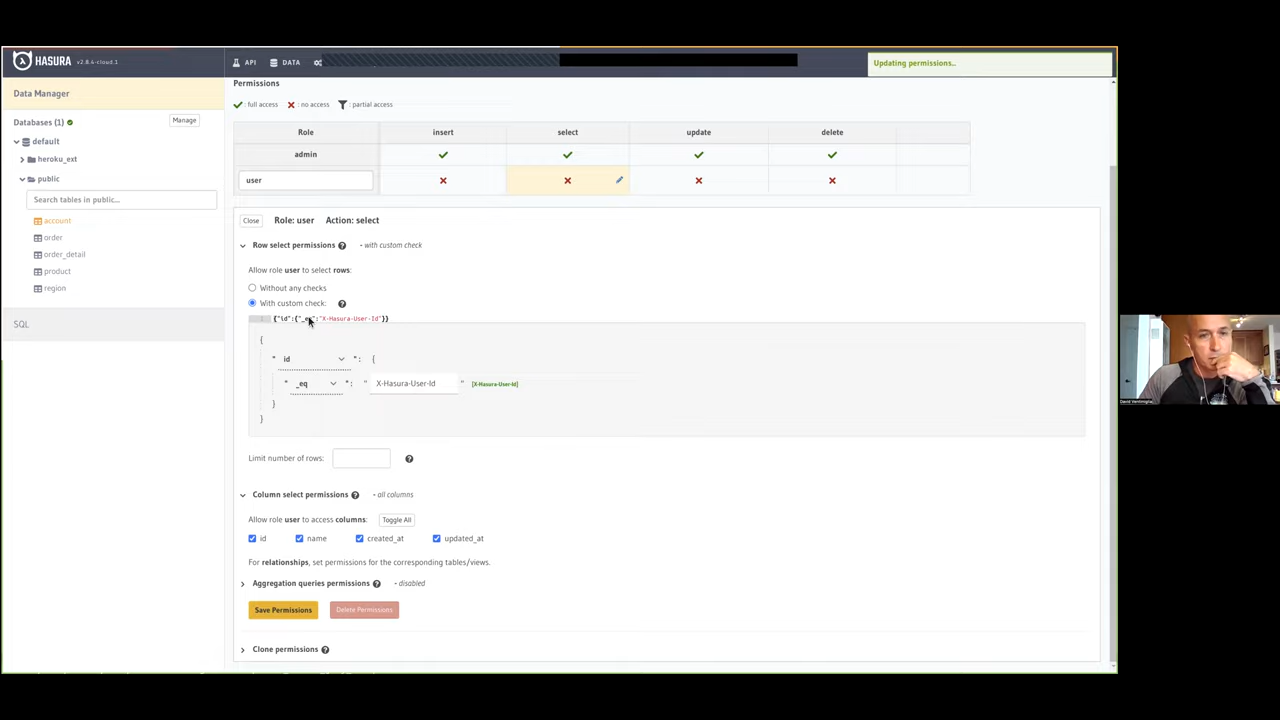 HASURA v2.8.4-cloud.1 API DATA Updating permissions...
Data Manager Permissions
full access : no access : partial access
Databases (1) Manage
default
heroku_ext
public
Search tables in public...
account
order
order_detail
product
region
SQL
Role insert select update delete
admin
user
Close Role: user Action: select
Row select permissions ? - with custom check
Allow role user to select rows:
Without any checks
With custom check: ?
1 {"id":{"_eq":"X-Hasura-User-Id"}}
{
" id ": {
" _eq ": " X-Hasura-User-Id " [X-Hasura-User-Id]
}
}
Limit number of rows: ?
Column select permissions ? - all columns
Allow role user to access columns: Toggle All
id name created_at updated_at
For relationships, set permissions for the corresponding tables/views.
Aggregation queries permissions ? - disabled
Save Permissions Delete Permissions
Clone permissions ?
David Ventimiglia